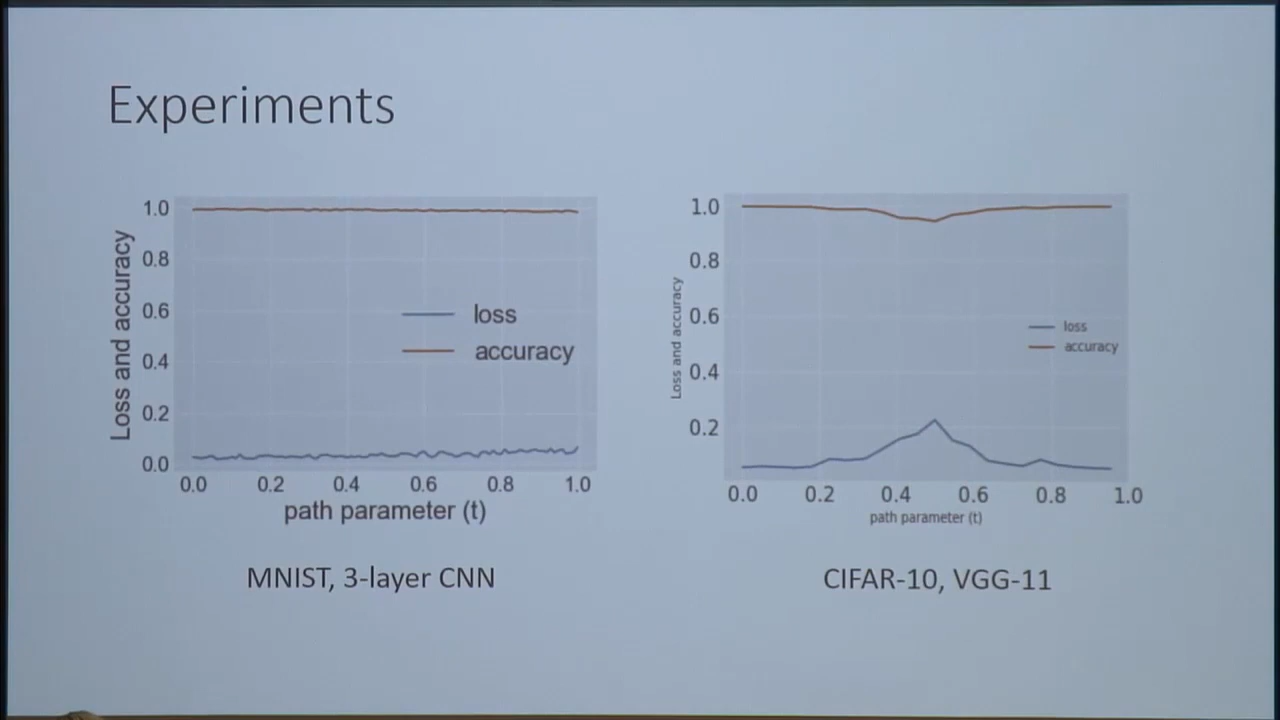 Experiments
1.0
0.8
0.6
0.4
0.2
0.0
Loss and accuracy
loss
accuracy
0.0 0.2 0.4 0.6 0.8 1.0
path parameter (t)
MNIST, 3-layer CNN
1.0
0.8
0.6
0.4
0.2
Loss and accuracy
loss
accuracy
0.0 0.2 0.4 0.6 0.8 1.0
path parameter (t)
CIFAR-10, VGG-11